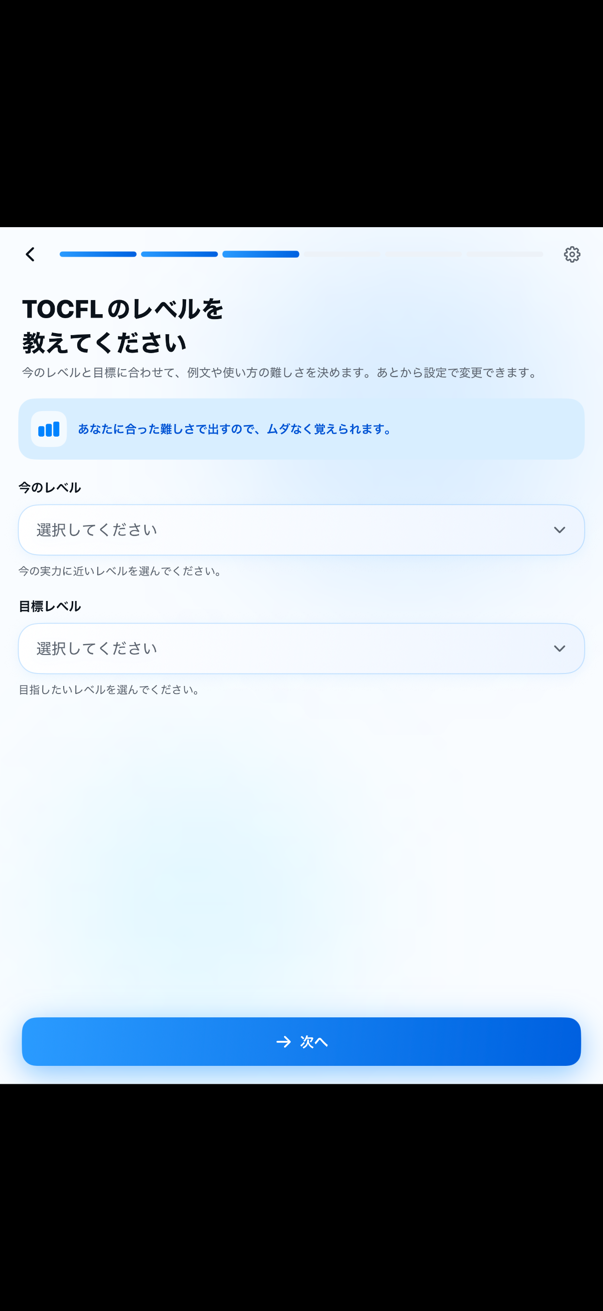 TOCFLのレベルを
教えてください
今のレベルと目標に合わせて、例文や使い方の難しさを決めます。あとから設定で変更できます。
あなたに合った難しさで出すので、ムダなく覚えられます。
今のレベル
選択してください
今の実力に近いレベルを選んでください。
目標レベル
選択してください
目指したいレベルを選んでください。
次へ